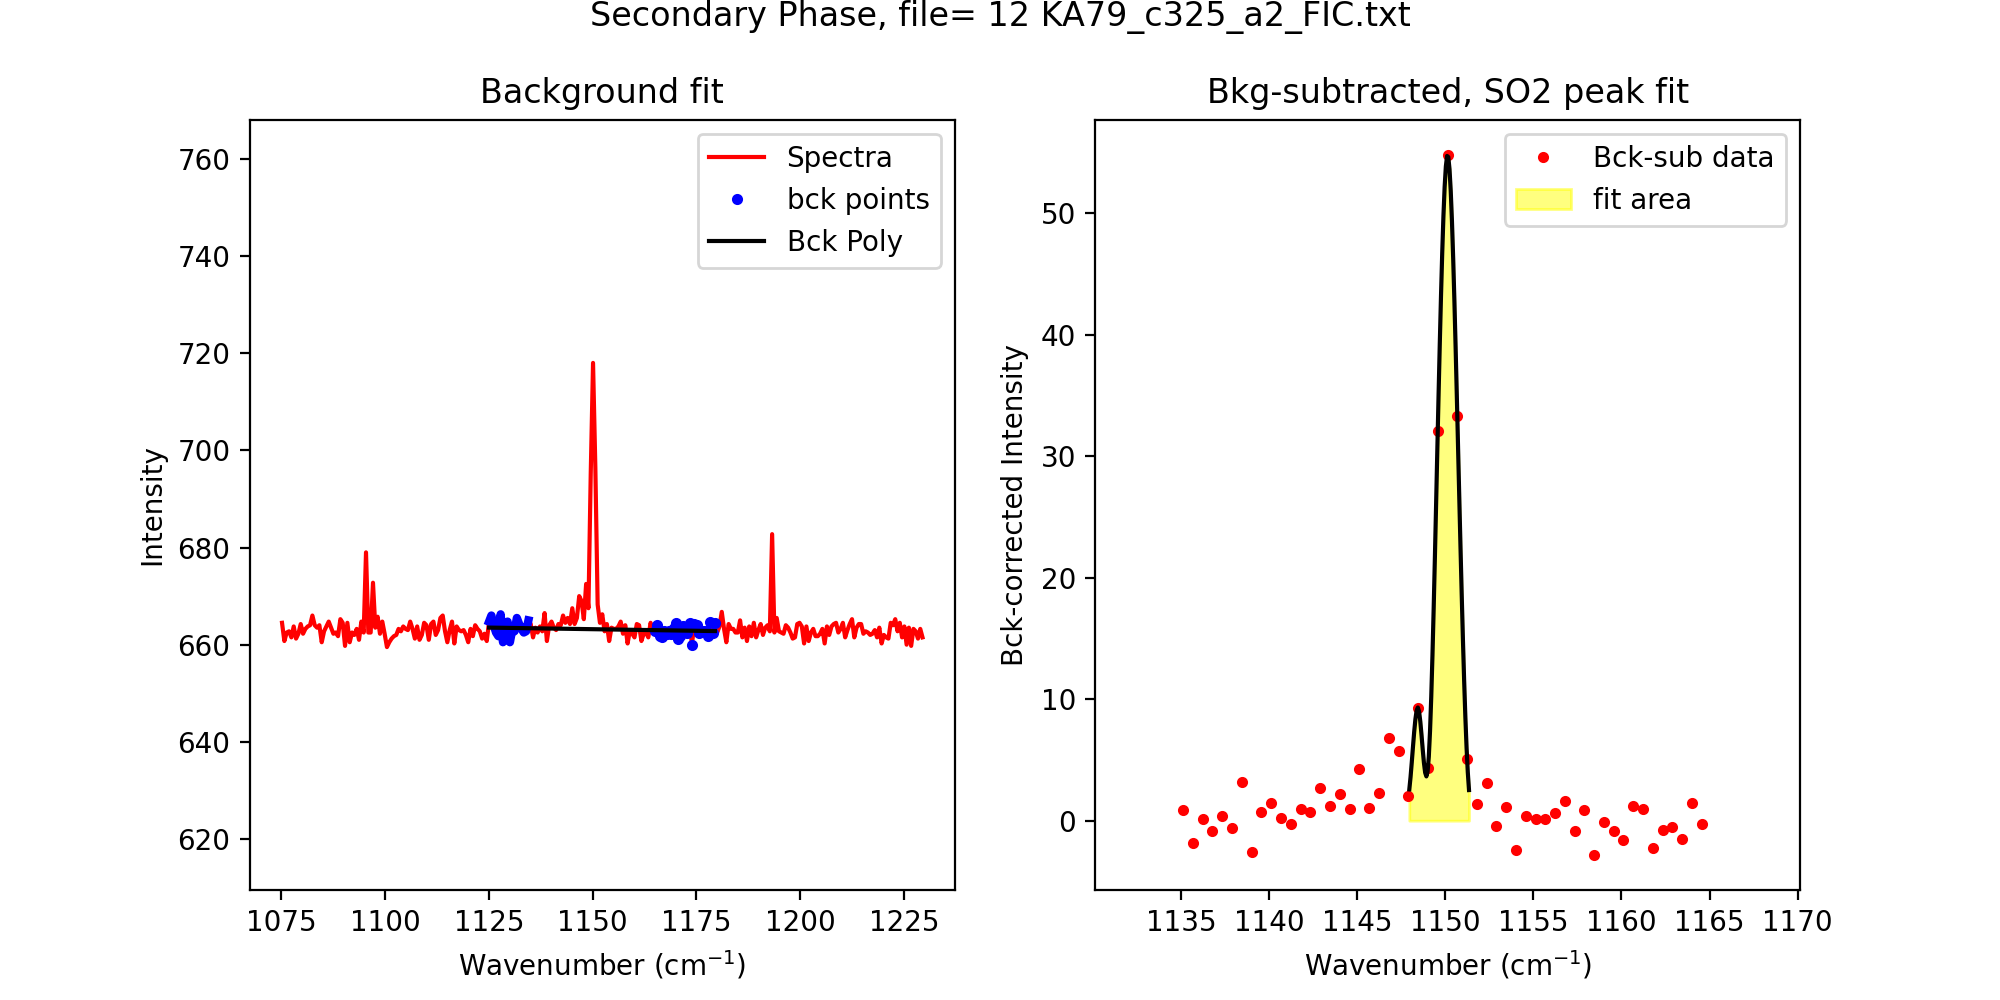 Secondary Phase, file= 12 KA79_c325_a2_FIC.txt
Background fit
760
740
720
700
680
660
640
620
Intensity
Spectra
bck points
Bck Poly
1075 1100 1125 1150 1175 1200 1225
Wavenumber (cm⁻¹)
Bkg-subtracted, SO2 peak fit
50
40
30
20
10
0
Bck-corrected Intensity
Bck-sub data
fit area
1135 1140 1145 1150 1155 1160 1165 1170
Wavenumber (cm⁻¹)